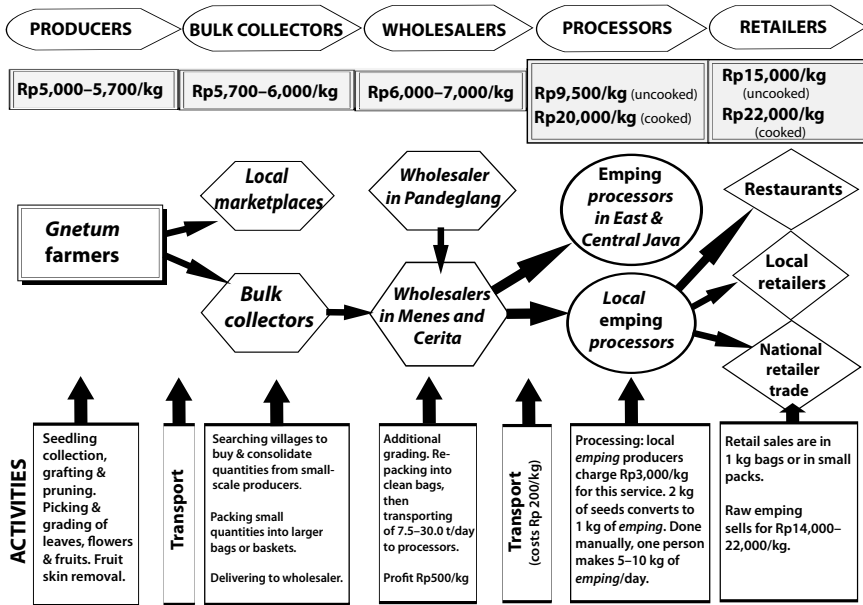 PRODUCERS
BULK COLLECTORS
WHOLESALERS
PROCESSORS
RETAILERS
Rp5,000–5,700/kg
Rp5,700–6,000/kg
Rp6,000–7,000/kg
Rp9,500/kg (uncooked)
Rp20,000/kg (cooked)
Rp15,000/kg
(uncooked)
Rp22,000/kg
(cooked)
Gnetum
farmers
Local
marketplaces
Bulk
collectors
Wholesaler
in Pandeglang
Wholesalers
in Menes and
Cerita
Emping
processors
in East &
Central Java
Local
emping
processors
Restaurants
Local
retailers
National
retailer
trade
ACTIVITIES
Seedling
collection,
grafting &
pruning.
Picking &
grading of
leaves, flowers
& fruits. Fruit
skin removal.
Transport
Searching villages to
buy & consolidate
quantities from small-
scale producers.
Packing small
quantities into larger
bags or baskets.
Delivering to wholesaler.
Additional
grading. Re-
packing into
clean bags,
then
transporting
of 7.5–30.0 t/day
to processors.
Profit Rp500/kg
Transport
(costs Rp 200/kg)
Processing: local
emping producers
charge Rp3,000/kg
for this service. 2 kg
of seeds converts to
1 kg of emping. Done
manually, one person
makes 5–10 kg of
emping/day.
Retail sales are in
1 kg bags or in small
packs.
Raw emping
sells for Rp14,000–
22,000/kg.